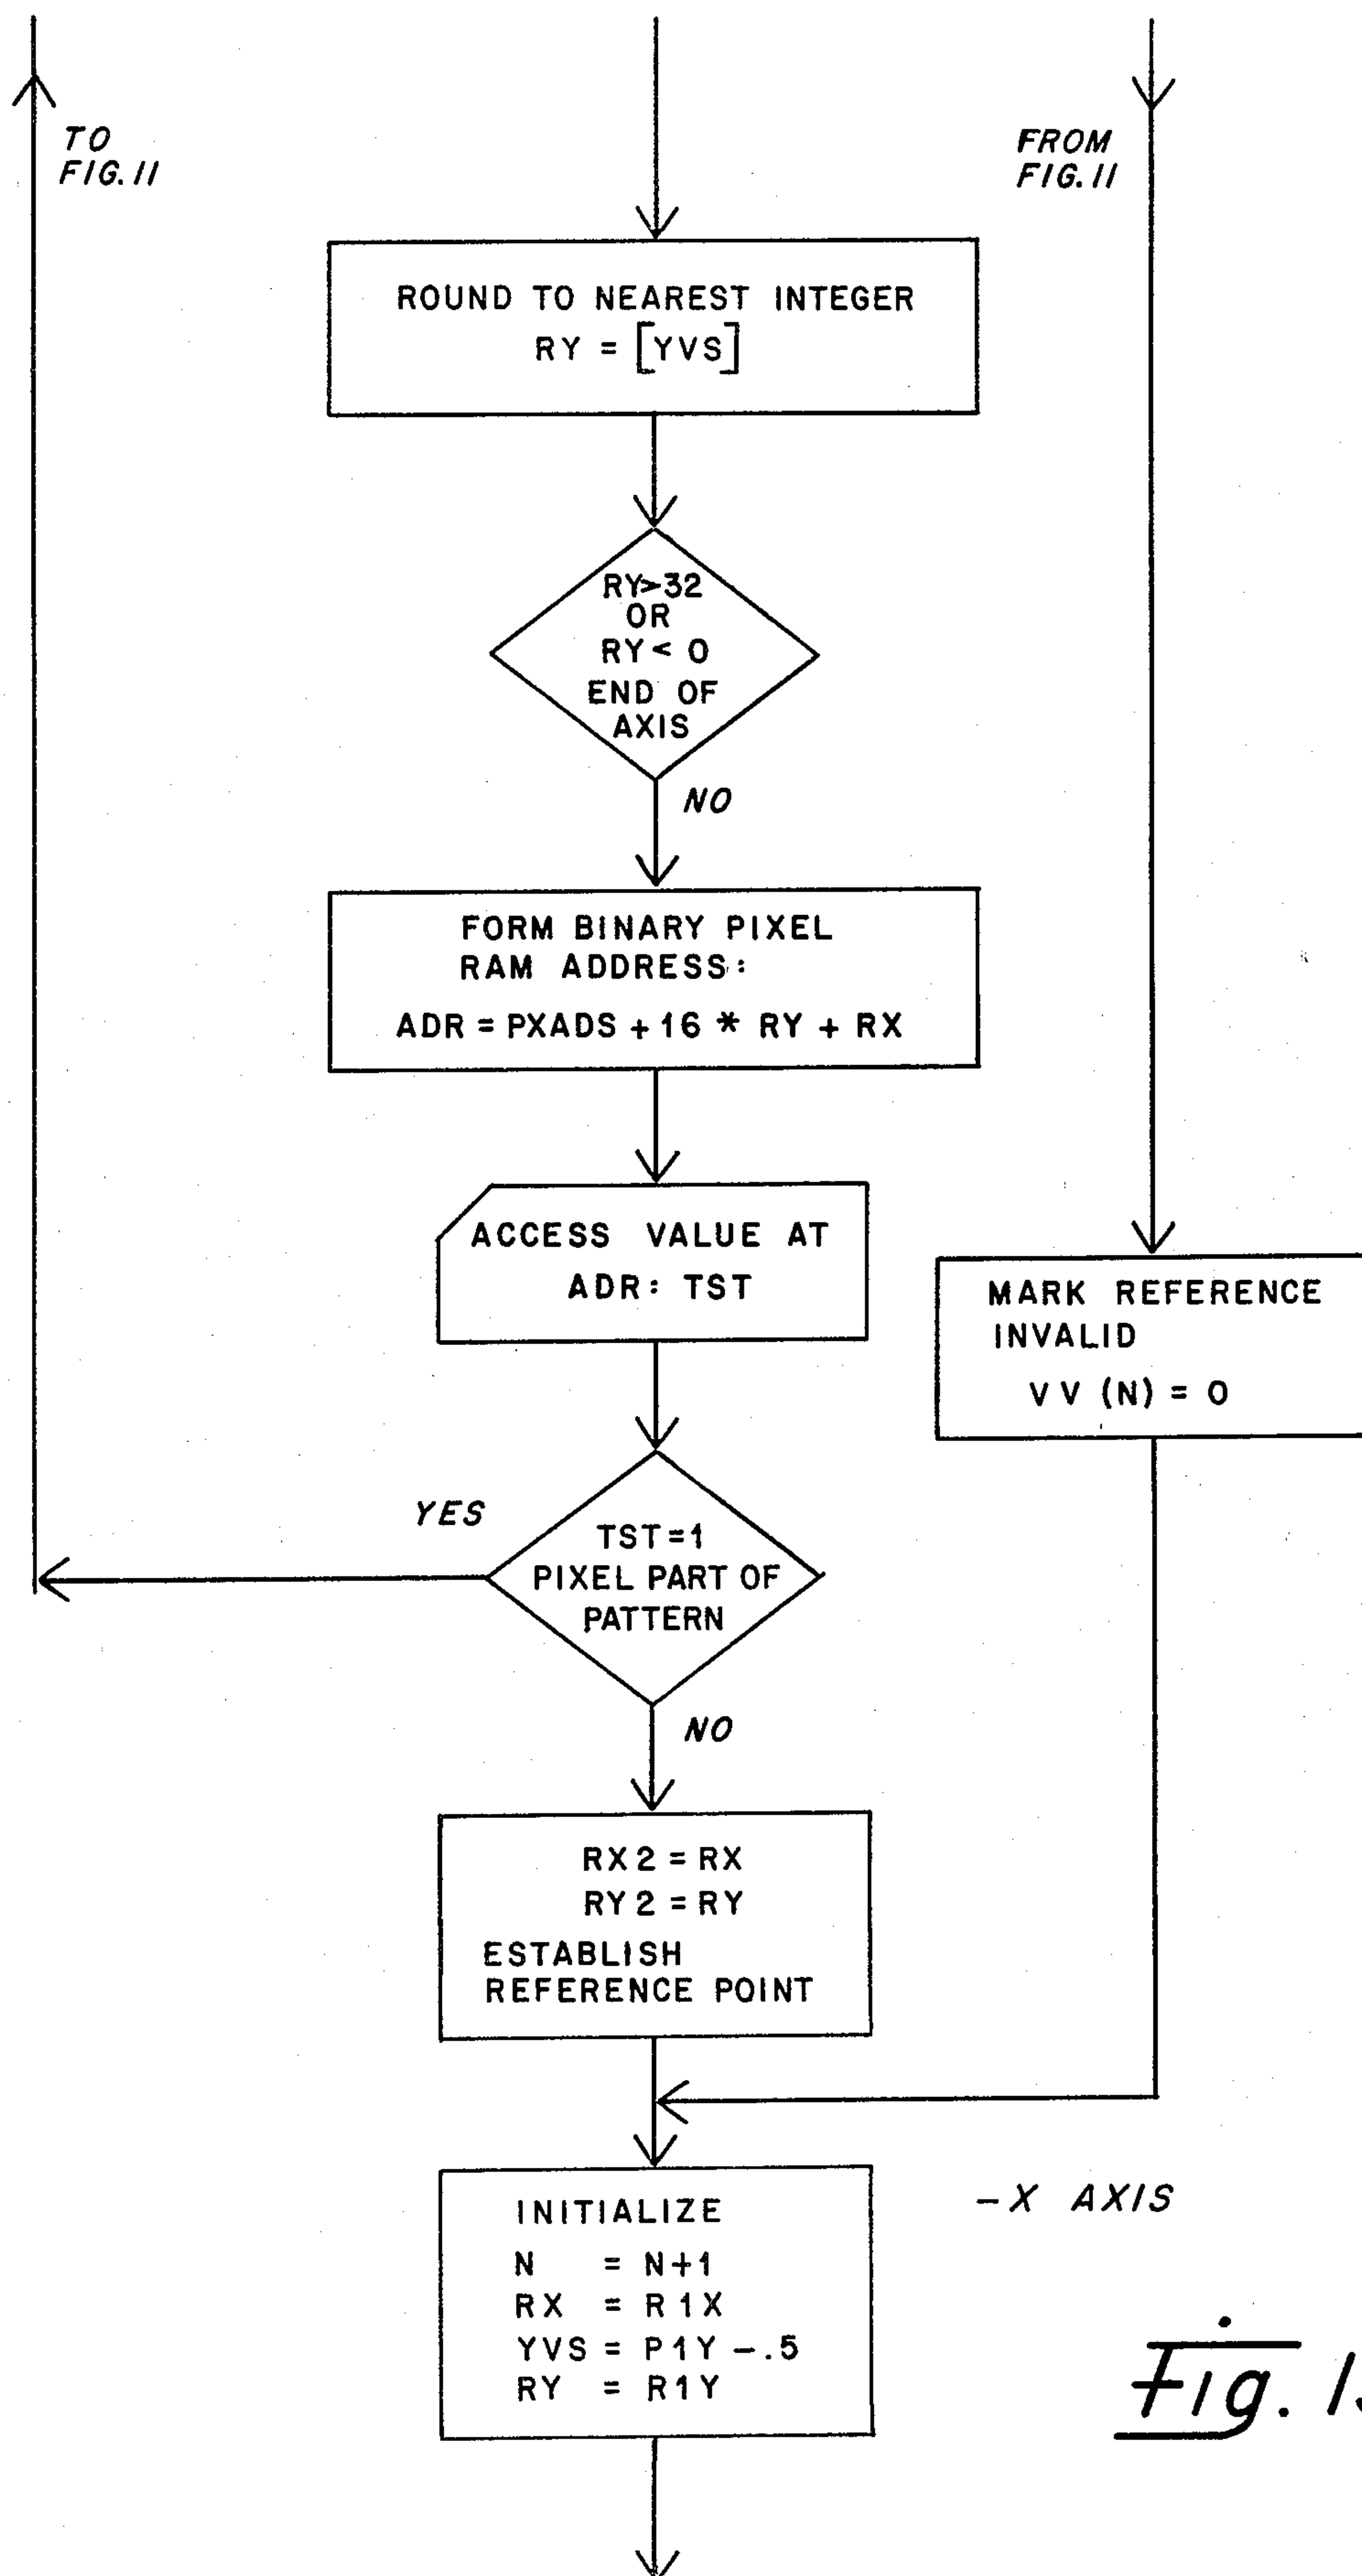 TO
FIG.11
FROM
FIG.11
ROUND TO NEAREST INTEGER
RY = [YVS]
RY>32
OR
RY < 0
END OF
AXIS
NO
FORM BINARY PIXEL
RAM ADDRESS:
ADR = PXADS + 16 * RY + RX
ACCESS VALUE AT
ADR: TST
MARK REFERENCE
INVALID
VV (N) = 0
YES
TST=1
PIXEL PART OF
PATTERN
NO
RX2 = RX
RY2 = RY
ESTABLISH
REFERENCE POINT
-X AXIS
INITIALIZE
N = N+1
RX = R1X
YVS = P1Y -.5
RY = R1Y
Fig.